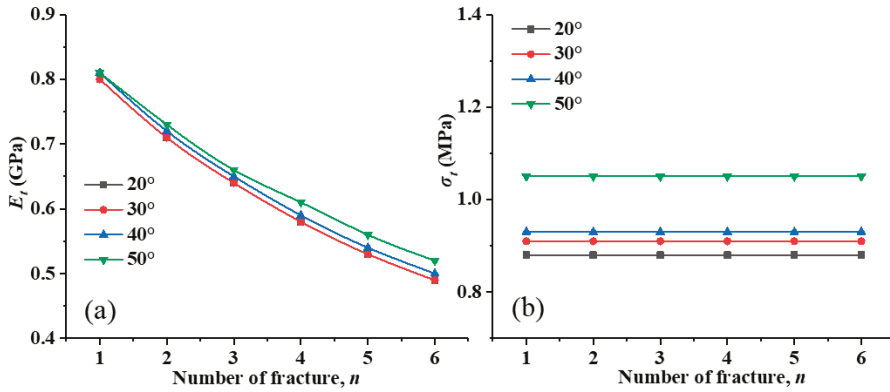 0.9
0.8
0.7
0.6
0.5
0.4
E_t (GPa)
20°
30°
40°
50°
(a)
1 2 3 4 5 6
Number of fracture, n
1.4
1.2
1.0
0.8
σ_t (MPa)
20°
30°
40°
50°
(b)
1 2 3 4 5 6
Number of fracture, n